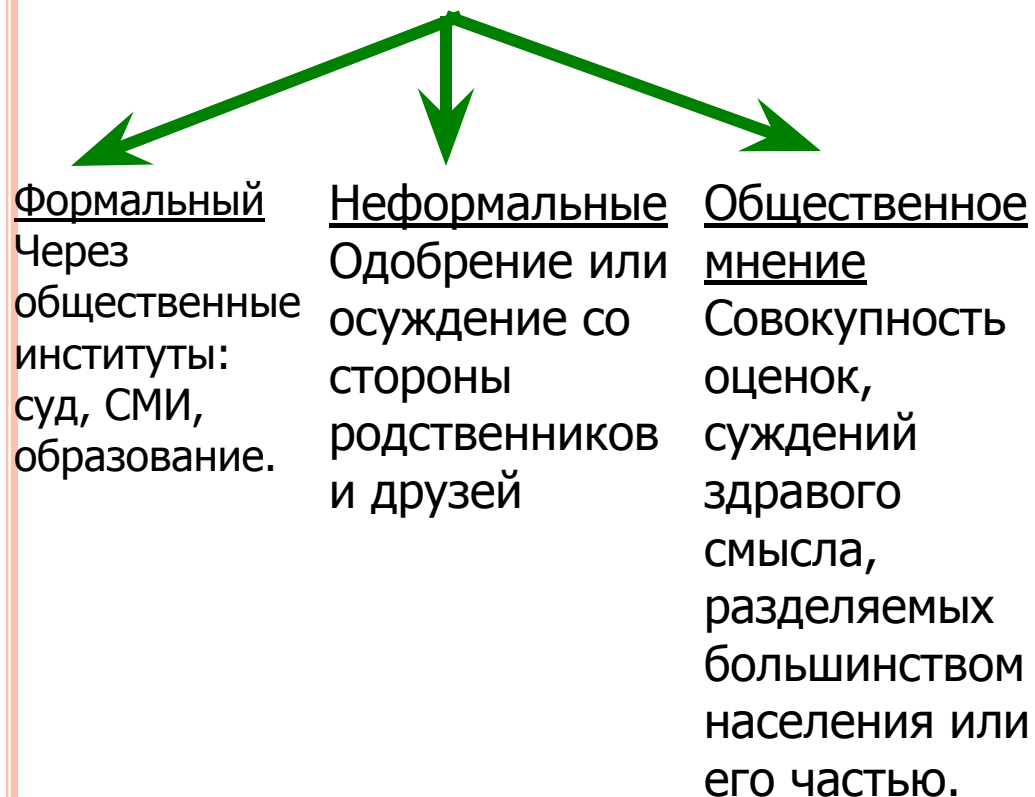 Формальный
Через
общественные
институты:
суд, СМИ,
образование.
Неформальные
Одобрение или
осуждение со
стороны
родственников
и друзей
Общественное
мнение
Совокупность
оценок,
суждений
здравого
смысла,
разделяемых
большинством
населения или
его частью.